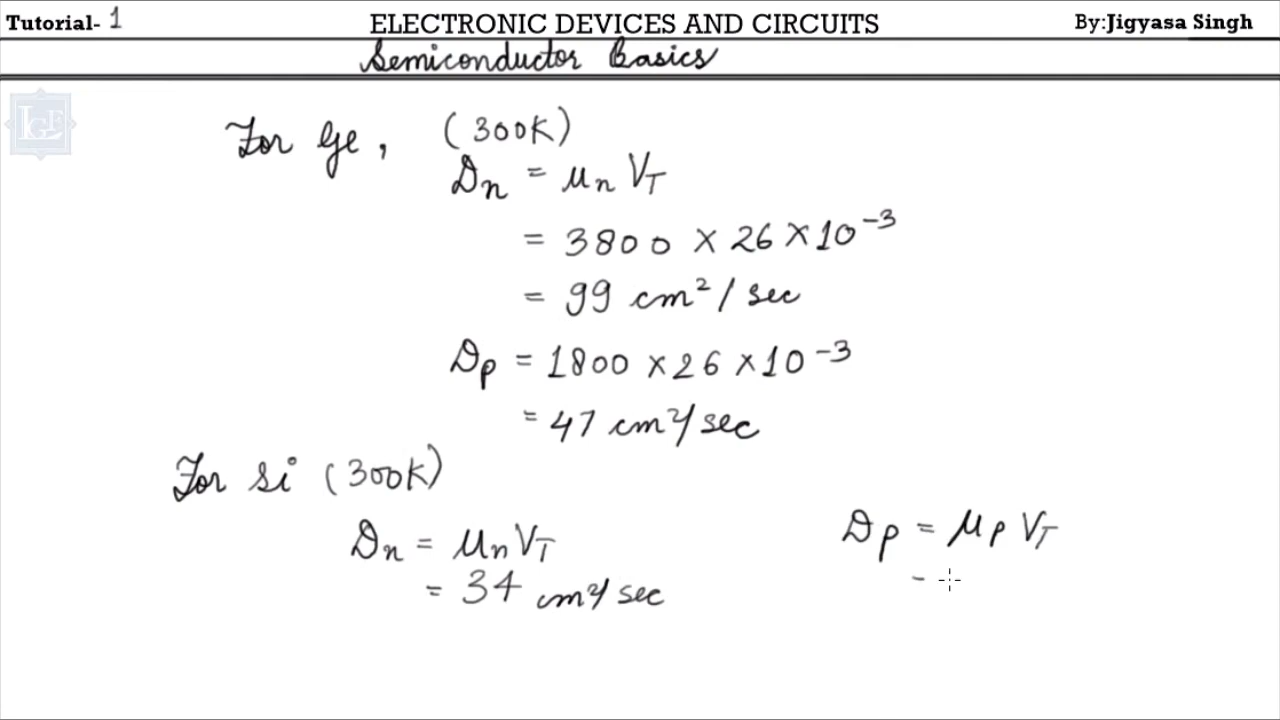 Tutorial- 1 ELECTRONIC DEVICES AND CIRCUITS By:Jigyasa Singh
Semiconductor Basics
LGF
For Ge, (300K)
Dn = μn VT
= 3800 × 26 × 10⁻³
= 99 cm²/sec
Dp = 1800 × 26 × 10⁻³
= 47 cm²/sec
For Si (300K)
Dn = μn VT
= 34 cm²/sec
Dp = μp VT
-